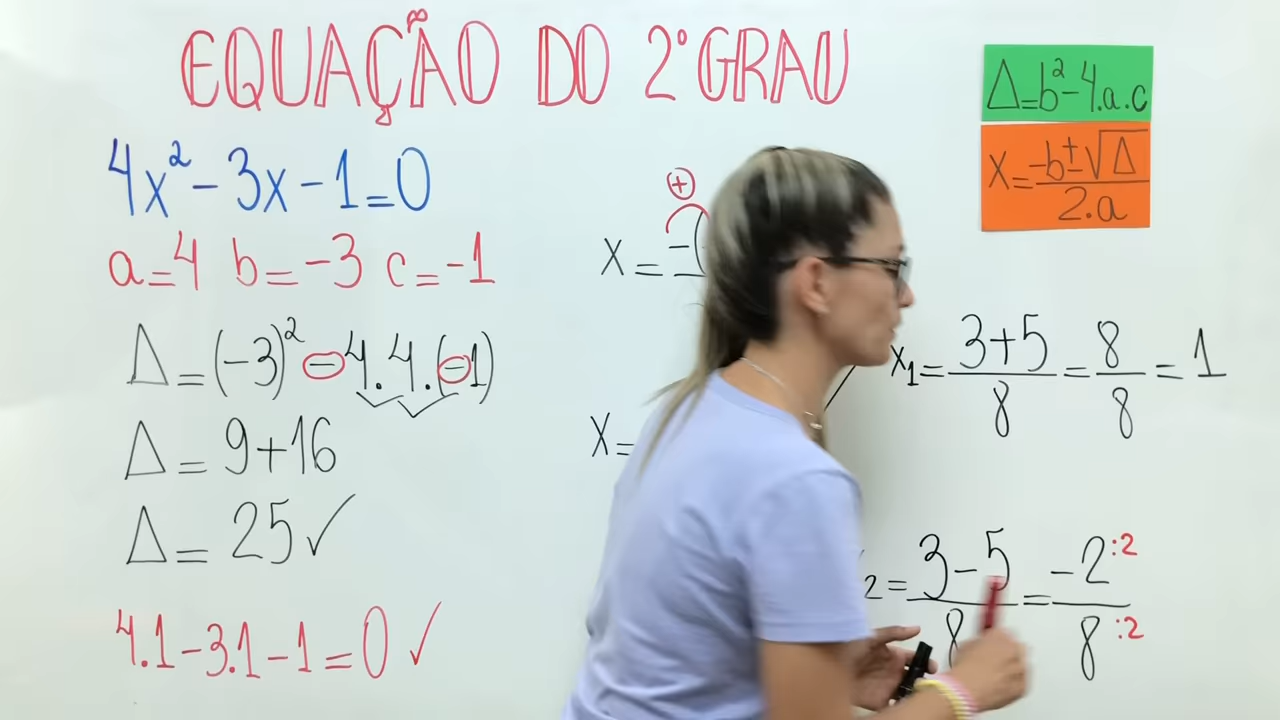 EQUAÇÃO DO 2° GRAU
4x² - 3x - 1 = 0
a = 4 b = -3 c = -1
Δ = (-3)² - 4.4.(-1)
Δ = 9 + 16
Δ = 25 ✓
4.1 - 3.1 - 1 = 0 ✓
Δ = b² - 4.a.c
x = -b ± √Δ / 2.a
+
x = -(
x =
x1 = 3+5 / 8 = 8 / 8 = 1
2 = 3-5 / 8 = -2 :2 / 8 :2